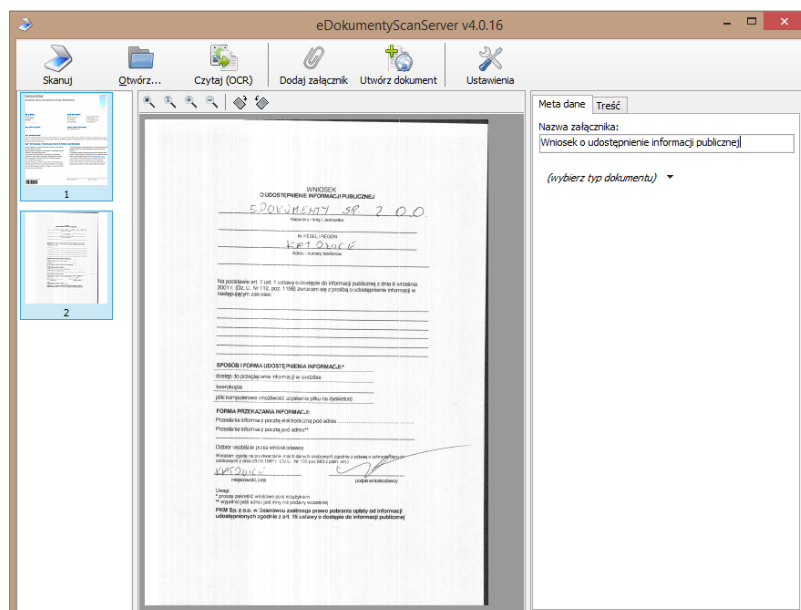 eDokumentyScanServer v4.0.16
Skanuj
Otwórz...
Czytaj (OCR)
Dodaj załącznik
Utwórz dokument
Ustawienia
1
2
WNIOSEK
O UDOSTĘPNIENIE INFORMACJI PUBLICZNEJ
EDOKUMENTY SP. Z O.O.
Nr PESEL / REGON
KATOWICE
Adres / numery telefonów
Na podstawie art. 2 ust. 1 ustawy o dostępie do informacji publicznej z dnia 6 września
2001 r. (Dz. U. Nr 112, poz. 1198) zwracam się z prośbą o udostępnienie informacji w
następującym zakresie:
SPOSÓB I FORMA UDOSTĘPNIENIA INFORMACJI:*
dostęp do przeglądania informacji w siedzibie
kserokopia
pliki komputerowe (możliwość uzyskania pliku na dyskietce)
FORMA PRZEKAZANIA INFORMACJI:
Przesłanie informacji pocztą elektroniczną pod adres
Przesłanie informacji pocztą pod adres**
Odbiór osobiście przez wnioskodawcę
KATOWICE
miejscowość, data
podpis wnioskodawcy
Uwagi:
* proszę zakreślić właściwe pole krzyżykiem
** wypełnić jeśli adres jest inny niż podany wcześniej
PKM Sp. z o.o. w Sosnowcu zastrzega prawo pobrania opłaty od informacji
udostępnionych zgodnie z art. 15 ustawy o dostępie do informacji publicznej
Meta dane
Treść
Nazwa załącznika:
Wniosek o udostępnienie informacji publicznej
(wybierz typ dokumentu)